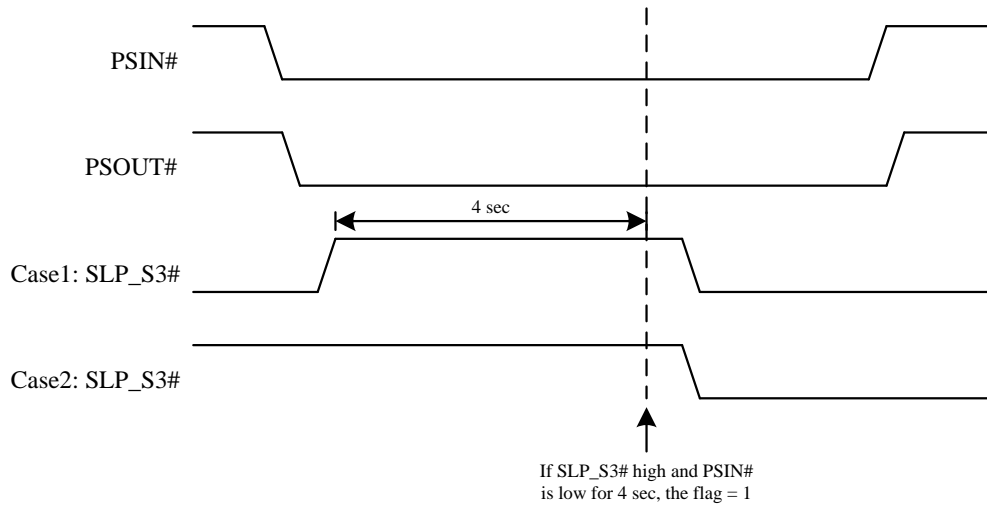 PSIN#
PSOUT#
4 sec
Case1: SLP_S3#
Case2: SLP_S3#
If SLP_S3# high and PSIN#
is low for 4 sec, the flag = 1